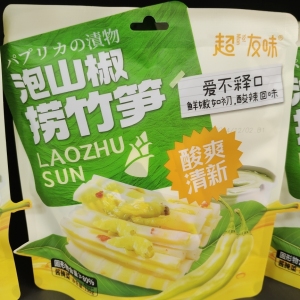 パプリカの漬物
泡山椒
捞竹笋
LAOZHU
SUN
超友味
爱不释口
鲜嫩如初,酸辣回味
酸爽
清新